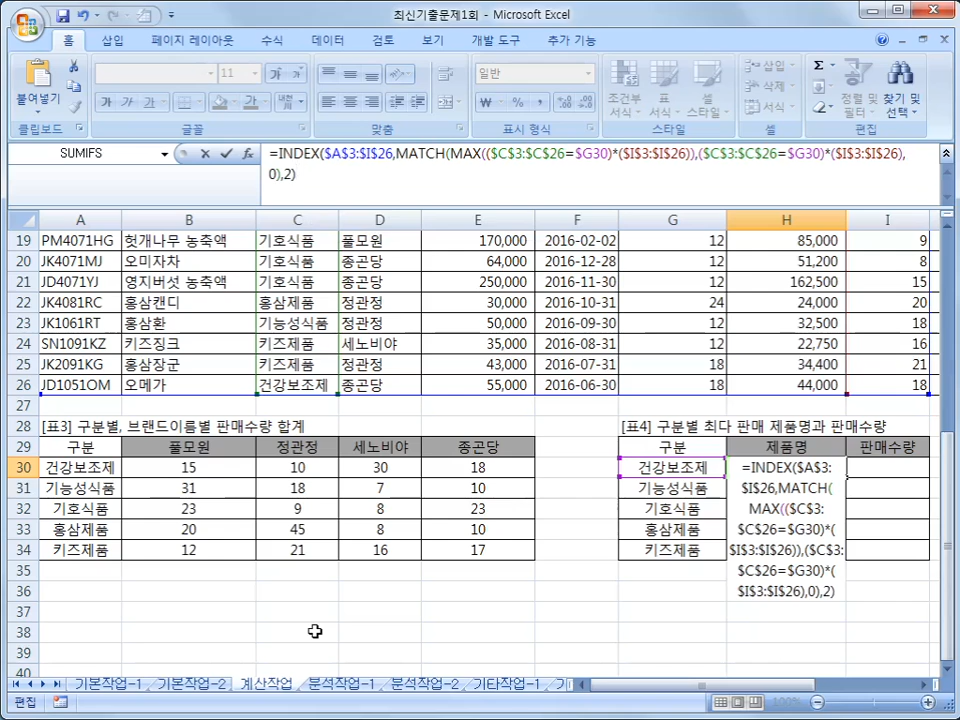 최신기출문제1회 - Microsoft Excel
홈 삽입 페이지 레이아웃 수식 데이터 검토 보기 개발 도구 추가 기능
붙여넣기 클립보드
11 가 가 가 가 가 가 내천 글꼴
맞춤
일반 % , 표시 형식
조건부 서식 표 서식 셀 스타일 스타일
삽입 삭제 서식 셀
Σ 정렬 및 필터 찾기 및 선택 편집
SUMIFS fx =INDEX($A$3:$I$26,MATCH(MAX(($C$3:$C$26=$G30)*($I$3:$I$26)),($C$3:$C$26=$G30)*($I$3:$I$26),
0),2)
A B C D E F G H I
19 PM4071HG 헛개나무 농축액 기호식품 풀모원 170,000 2016-02-02 12 85,000 9
20 JK4071MJ 오미자차 기호식품 종곤당 64,000 2016-12-28 12 51,200 8
21 JD4071YJ 영지버섯 농축액 기호식품 종곤당 250,000 2016-11-30 12 162,500 15
22 JK4081RC 홍삼캔디 홍삼제품 정관정 30,000 2016-10-31 24 24,000 20
23 JK1061RT 홍삼환 기능성식품 정관정 50,000 2016-09-30 12 32,500 18
24 SN1091KZ 키즈징크 키즈제품 세노비야 35,000 2016-08-31 12 22,750 16
25 JK2091KG 홍삼장군 키즈제품 정관정 43,000 2016-07-31 18 34,400 21
26 JD1051OM 오메가 건강보조제 종곤당 55,000 2016-06-30 18 44,000 18
27
28 [표3] 구분별, 브랜드이름별 판매수량 합계 [표4] 구분별 최다 판매 제품명과 판매수량
29 구분 풀모원 정관정 세노비야 종곤당 구분 제품명 판매수량
30 건강보조제 15 10 30 18 건강보조제 =INDEX($A$3:
31 기능성식품 31 18 7 10 기능성식품 $I$26,MATCH(
32 기호식품 23 9 8 23 기호식품 MAX(($C$3:
33 홍삼제품 20 45 8 10 홍삼제품 $C$26=$G30)*(
34 키즈제품 12 21 16 17 키즈제품 $I$3:$I$26)),($C$3:
35 $C$26=$G30)*(
36 $I$3:$I$26),0),2)
37
38
39
40
기본작업-1 기본작업-2 계산작업 분석작업-1 분석작업-2 기타작업-1
편집 100%